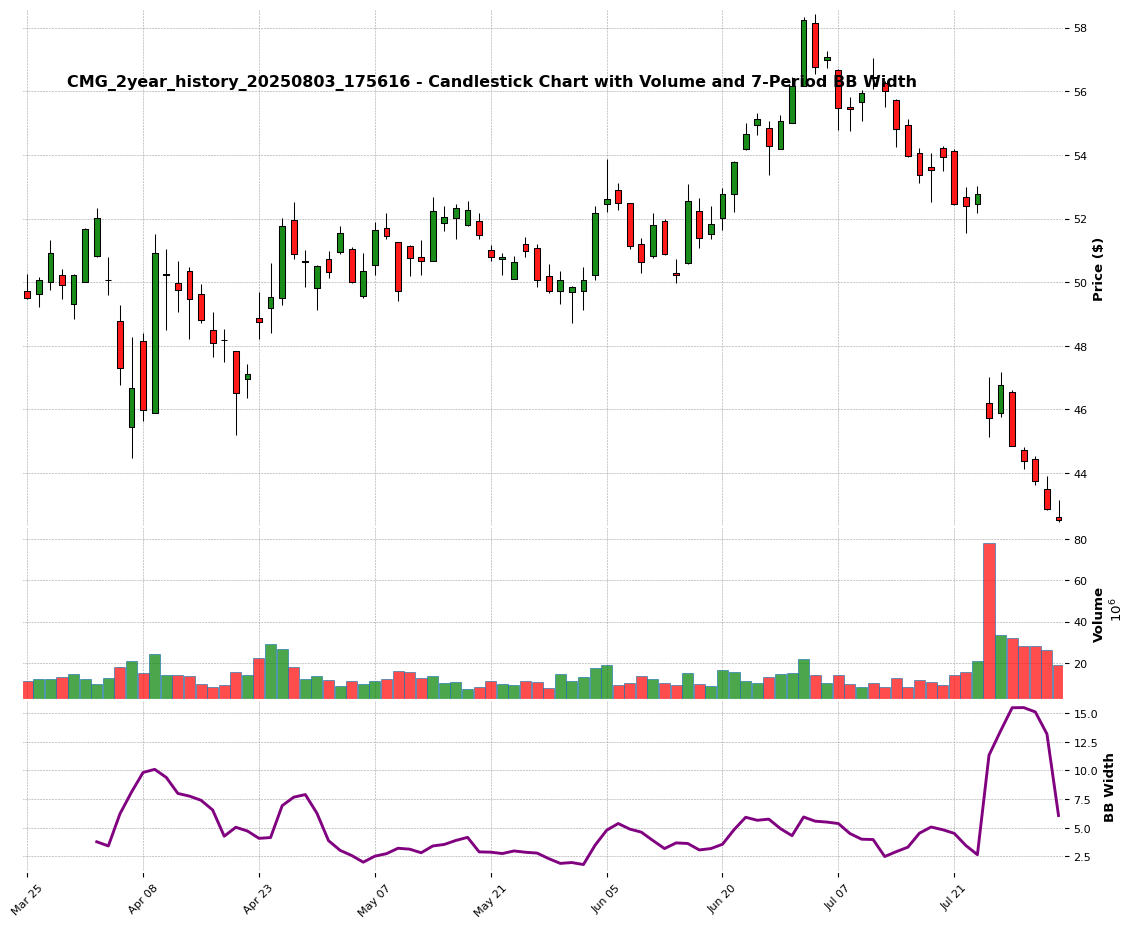 CMG_2year_history_20250803_175616 - Candlestick Chart with Volume and 7-Period BB Width
58
56
54
52
50
48
46
44
Price ($)
80
60
40
20
Volume
10^6
15.0
12.5
10.0
7.5
5.0
2.5
BB Width
Mar 25
Apr 08
Apr 23
May 07
May 21
Jun 05
Jun 20
Jul 07
Jul 21